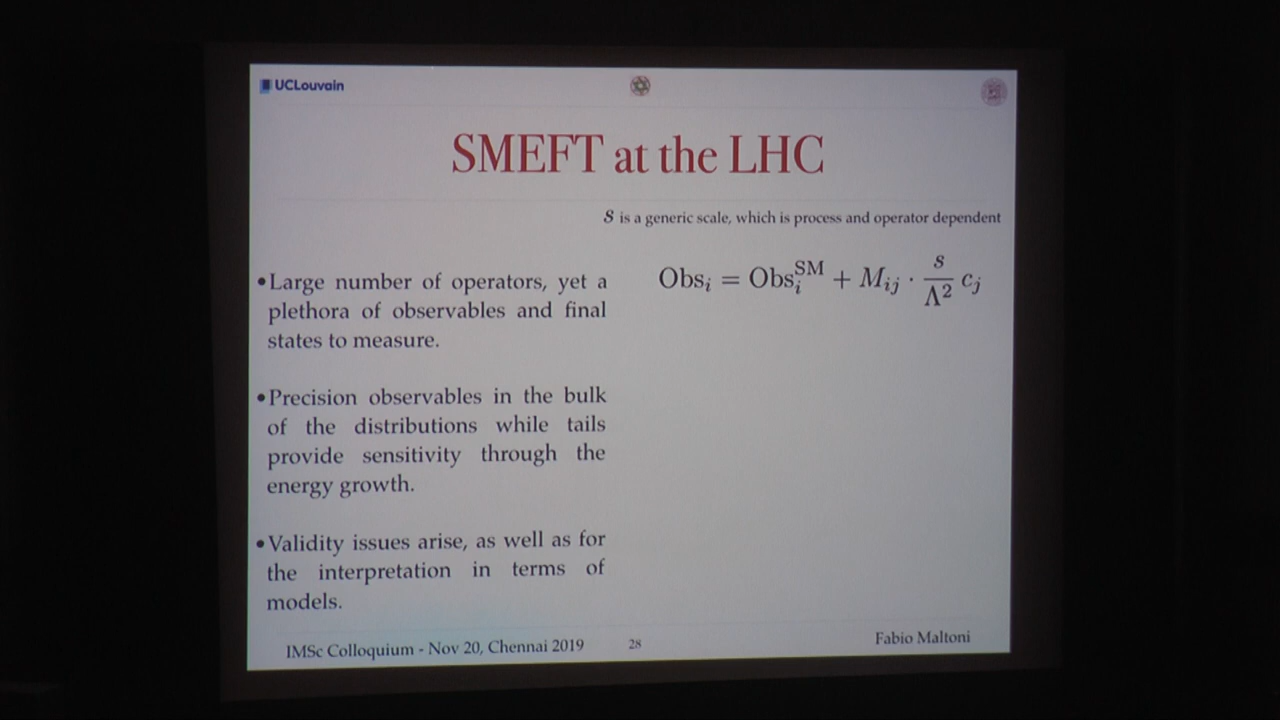 UCLouvain
SMEFT at the LHC
s is a generic scale, which is process and operator dependent
Obs_i = Obs_i^SM + M_ij · s/Λ² c_j
•Large number of operators, yet a
plethora of observables and final
states to measure.
•Precision observables in the bulk
of the distributions while tails
provide sensitivity through the
energy growth.
•Validity issues arise, as well as for
the interpretation in terms of
models.
IMSc Colloquium - Nov 20, Chennai 2019
28
Fabio Maltoni